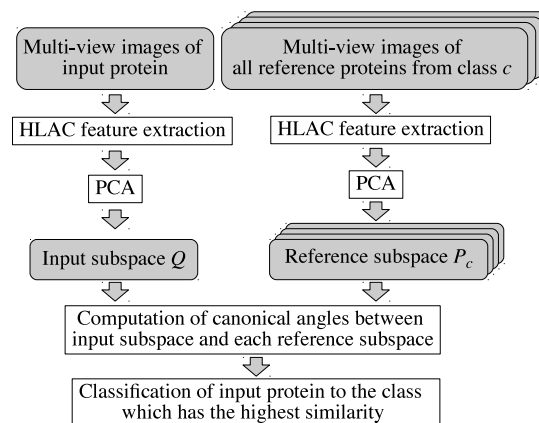 Multi-view images of
input protein
Multi-view images of
all reference proteins from class c
HLAC feature extraction
HLAC feature extraction
PCA
PCA
Input subspace Q
Reference subspace Pc
Computation of canonical angles between
input subspace and each reference subspace
Classification of input protein to the class
which has the highest similarity